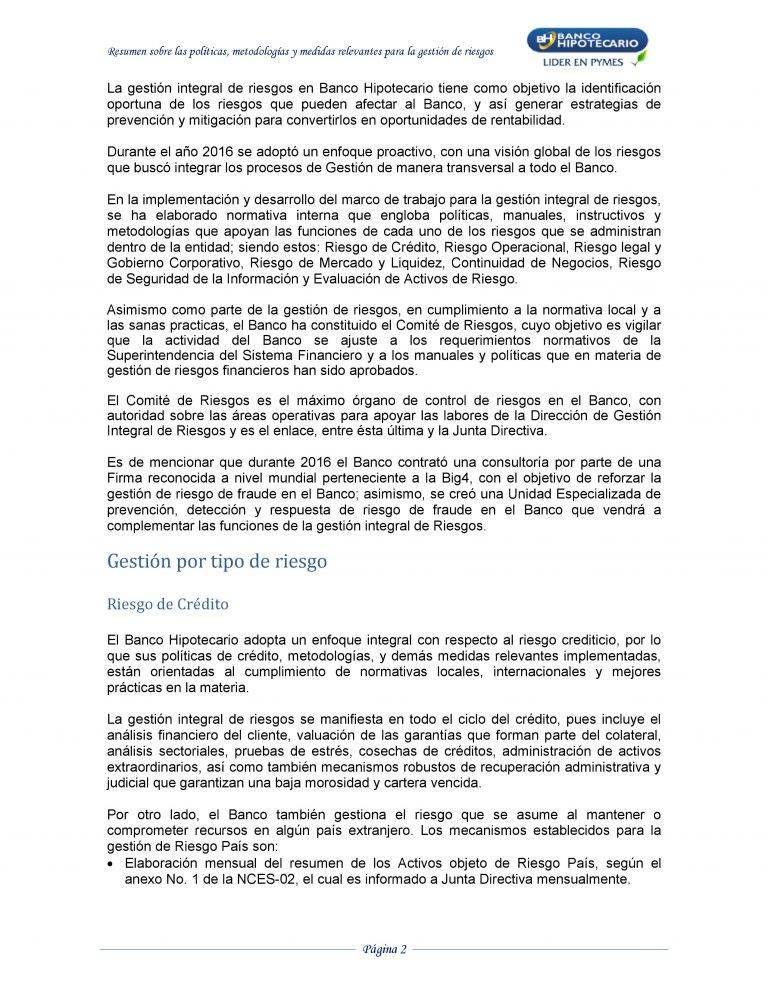 Resumen sobre las políticas, metodologías y medidas relevantes para la gestión de riesgos
BH BANCO
HIPOTECARIO
LIDER EN PYMES
La gestión integral de riesgos en Banco Hipotecario tiene como objetivo la identificación
oportuna de los riesgos que pueden afectar al Banco, y así generar estrategias de
prevención y mitigación para convertirlos en oportunidades de rentabilidad.
Durante el año 2016 se adoptó un enfoque proactivo, con una visión global de los riesgos
que buscó integrar los procesos de Gestión de manera transversal a todo el Banco.
En la implementación y desarrollo del marco de trabajo para la gestión integral de riesgos,
se ha elaborado normativa interna que engloba políticas, manuales, instructivos y
metodologías que apoyan las funciones de cada uno de los riesgos que se administran
dentro de la entidad; siendo estos: Riesgo de Crédito, Riesgo Operacional, Riesgo legal y
Gobierno Corporativo, Riesgo de Mercado y Liquidez, Continuidad de Negocios, Riesgo
de Seguridad de la Información y Evaluación de Activos de Riesgo.
Asimismo como parte de la gestión de riesgos, en cumplimiento a la normativa local y a
las sanas practicas, el Banco ha constituido el Comité de Riesgos, cuyo objetivo es vigilar
que la actividad del Banco se ajuste a los requerimientos normativos de la
Superintendencia del Sistema Financiero y a los manuales y políticas que en materia de
gestión de riesgos financieros han sido aprobados.
El Comité de Riesgos es el máximo órgano de control de riesgos en el Banco, con
autoridad sobre las áreas operativas para apoyar las labores de la Dirección de Gestión
Integral de Riesgos y es el enlace, entre ésta última y la Junta Directiva.
Es de mencionar que durante 2016 el Banco contrató una consultoría por parte de una
Firma reconocida a nivel mundial perteneciente a la Big4, con el objetivo de reforzar la
gestión de riesgo de fraude en el Banco; asimismo, se creó una Unidad Especializada de
prevención, detección y respuesta de riesgo de fraude en el Banco que vendrá a
complementar las funciones de la gestión integral de Riesgos.
Gestión por tipo de riesgo
Riesgo de Crédito
El Banco Hipotecario adopta un enfoque integral con respecto al riesgo crediticio, por lo
que sus políticas de crédito, metodologías, y demás medidas relevantes implementadas,
están orientadas al cumplimiento de normativas locales, internacionales y mejores
prácticas en la materia.
La gestión integral de riesgos se manifiesta en todo el ciclo del crédito, pues incluye el
análisis financiero del cliente, valuación de las garantías que forman parte del colateral,
análisis sectoriales, pruebas de estrés, cosechas de créditos, administración de activos
extraordinarios, así como también mecanismos robustos de recuperación administrativa y
judicial que garantizan una baja morosidad y cartera vencida.
Por otro lado, el Banco también gestiona el riesgo que se asume al mantener o
comprometer recursos en algún país extranjero. Los mecanismos establecidos para la
gestión de Riesgo País son:
• Elaboración mensual del resumen de los Activos objeto de Riesgo País, según el
anexo No. 1 de la NCES-02, el cual es informado a Junta Directiva mensualmente.
Página 2